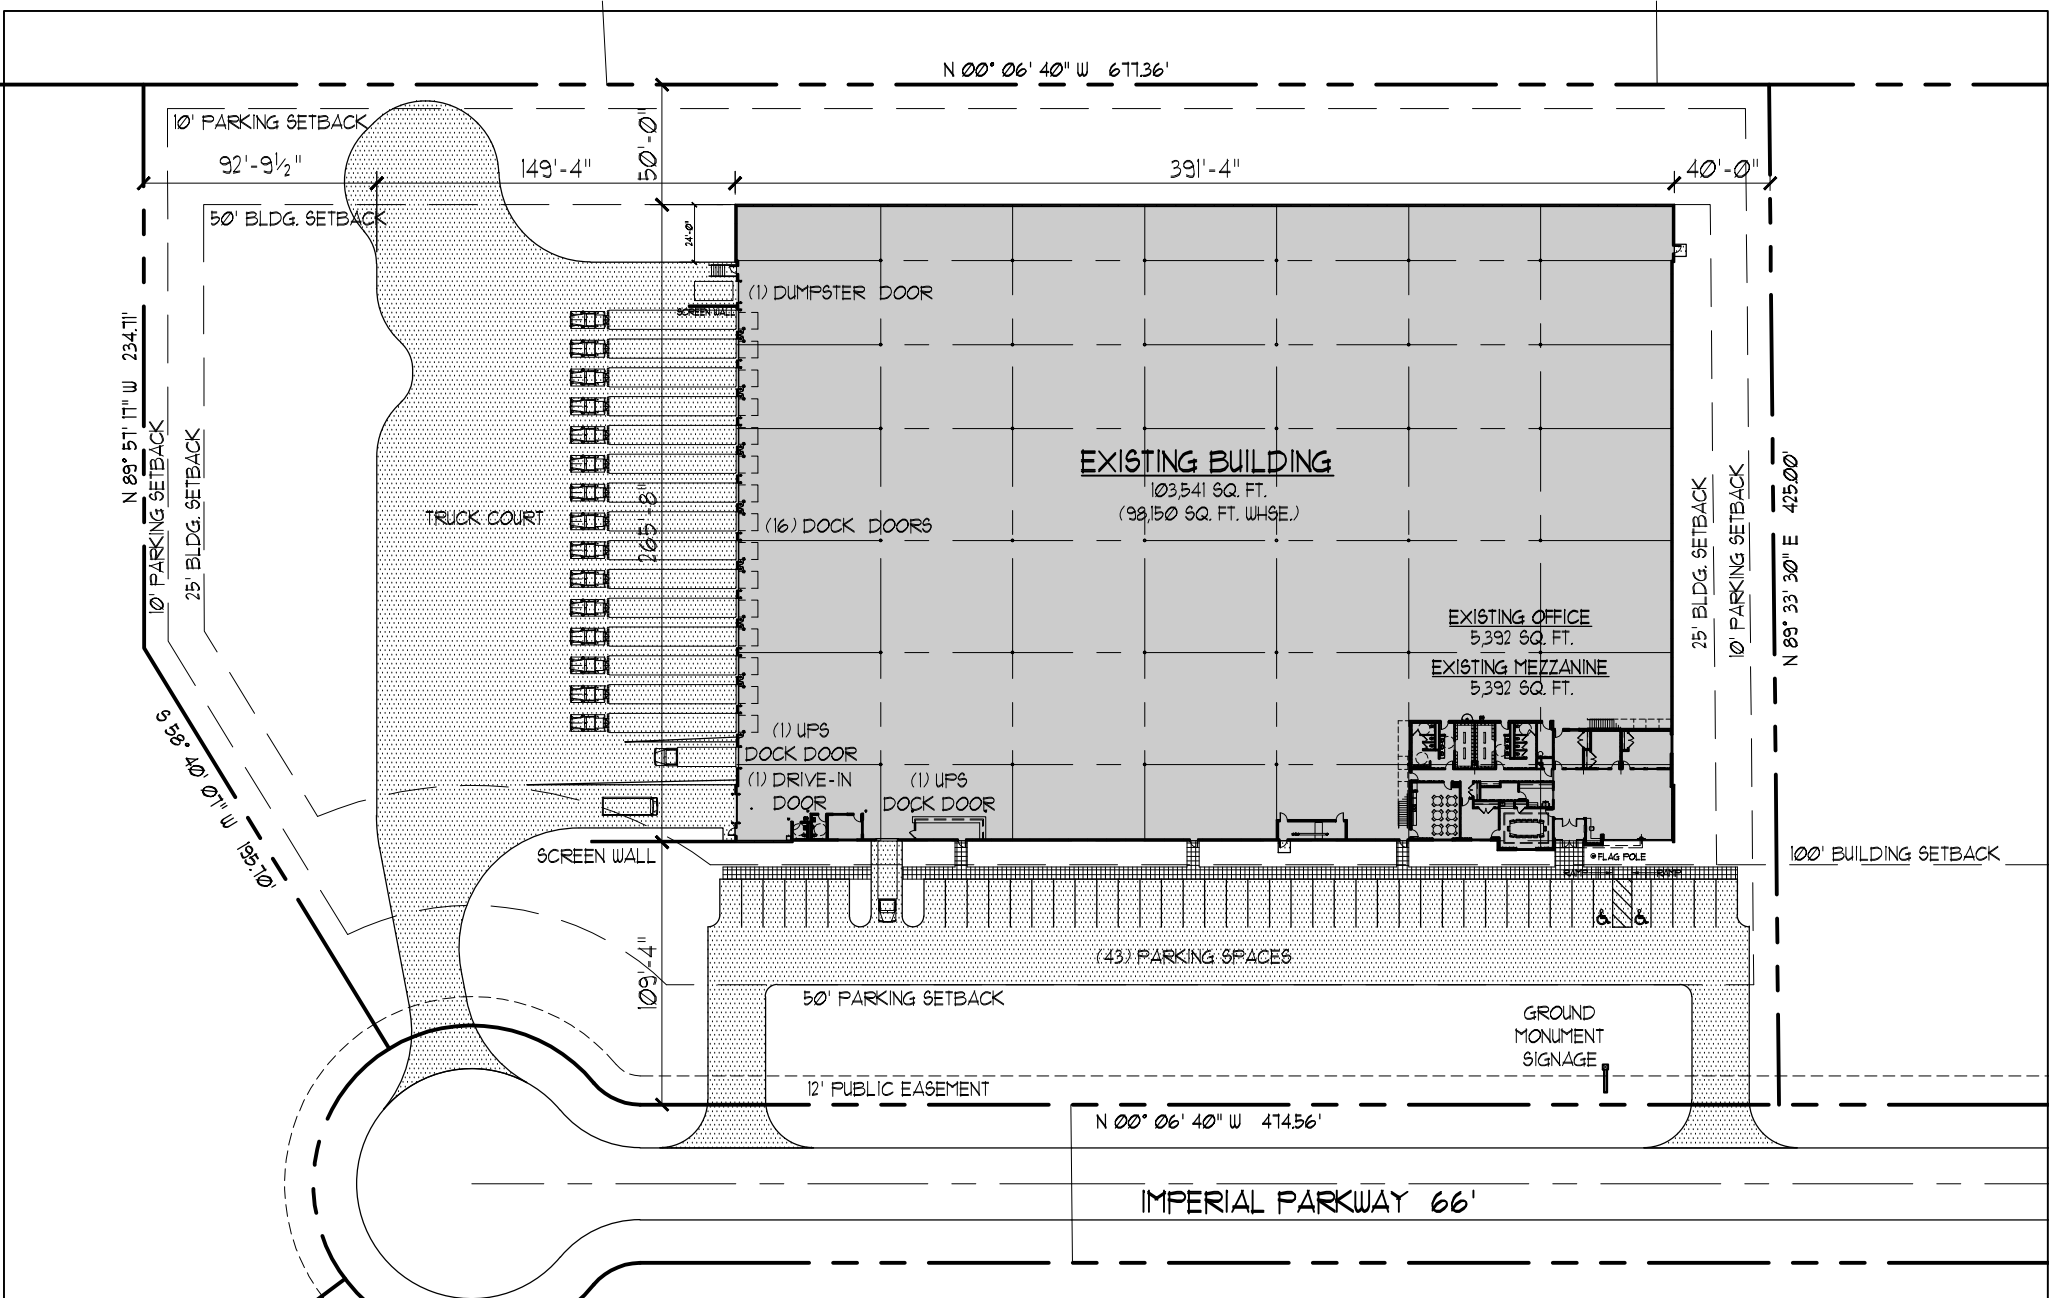 N 00° 06' 40" W 677.36'
10' PARKING SETBACK
92'-9½"
149'-4"
50'-0"
391'-4"
40'-0"
50' BLDG. SETBACK
24'-0"
(1) DUMPSTER DOOR
SCREEN WALL
N 89° 57' 17" W 234.71'
10' PARKING SETBACK
25' BLDG. SETBACK
TRUCK COURT
265'-8"
(16) DOCK DOORS
EXISTING BUILDING
103,541 SQ. FT.
(98,150 SQ. FT. WHSE.)
EXISTING OFFICE
5,392 SQ. FT.
EXISTING MEZZANINE
5,392 SQ. FT.
25' BLDG. SETBACK
10' PARKING SETBACK
N 89° 33' 30" E 425.00'
S 58° 40' 07" W 195.70'
(1) UPS
DOCK DOOR
(1) DRIVE-IN
DOOR
(1) UPS
DOCK DOOR
SCREEN WALL
FLAG POLE
100' BUILDING SETBACK
RAMP
RAMP
109'-4"
(43) PARKING SPACES
50' PARKING SETBACK
GROUND
MONUMENT
SIGNAGE
12' PUBLIC EASEMENT
N 00° 06' 40" W 474.56'
IMPERIAL PARKWAY 66'